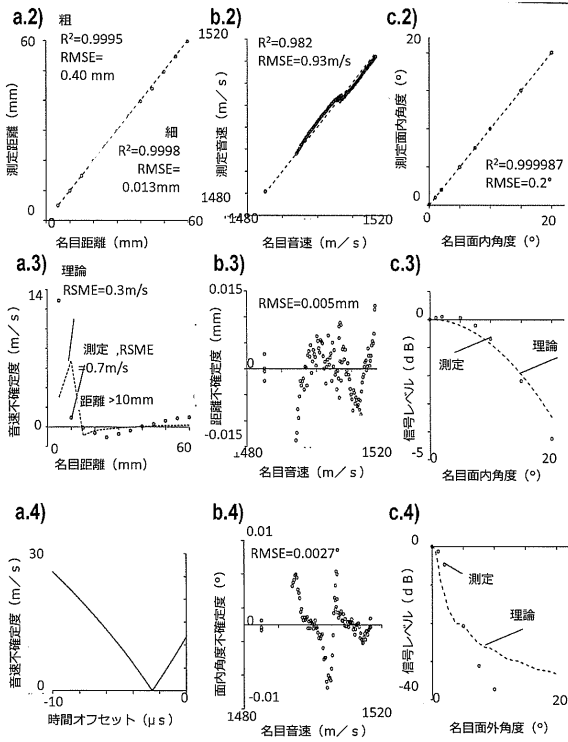 a.2)
粗
R²=0.9995
RMSE=
0.40 mm
細
R²=0.9998
RMSE=
0.013mm
60
0
0
60
測定距離 (mm)
名目距離 (mm)
b.2)
1520
R²=0.982
RMSE=0.93m/s
測定音速 (m/s)
1480
1480
1520
名目音速 (m/s)
c.2)
20
測定面内角度 (°)
R²=0.999987
RMSE=0.2°
0
0
20
名目面内角度 (°)
a.3)
理論
RSME=0.3m/s
14
測定 ,RSME
=0.7m/s
距離 >10mm
音速不確定度 (m/s)
0
0
60
名目距離 (mm)
b.3)
0.015
RMSE=0.005mm
距離不確定度 (mm)
0
-0.015
1480
1520
名目音速 (m/s)
c.3)
0
理論
測定
信号レベル (dB)
-5
0
20
名目面内角度 (°)
a.4)
30
音速不確定度 (m/s)
0
-10
0
時間オフセット (μs)
b.4)
0.01
RMSE=0.0027°
面内角度不確定度 (°)
0
-0.01
1480
1520
名目音速 (m/s)
c.4)
0
測定
理論
信号レベル (dB)
-40
0
20
名目面外角度 (°)